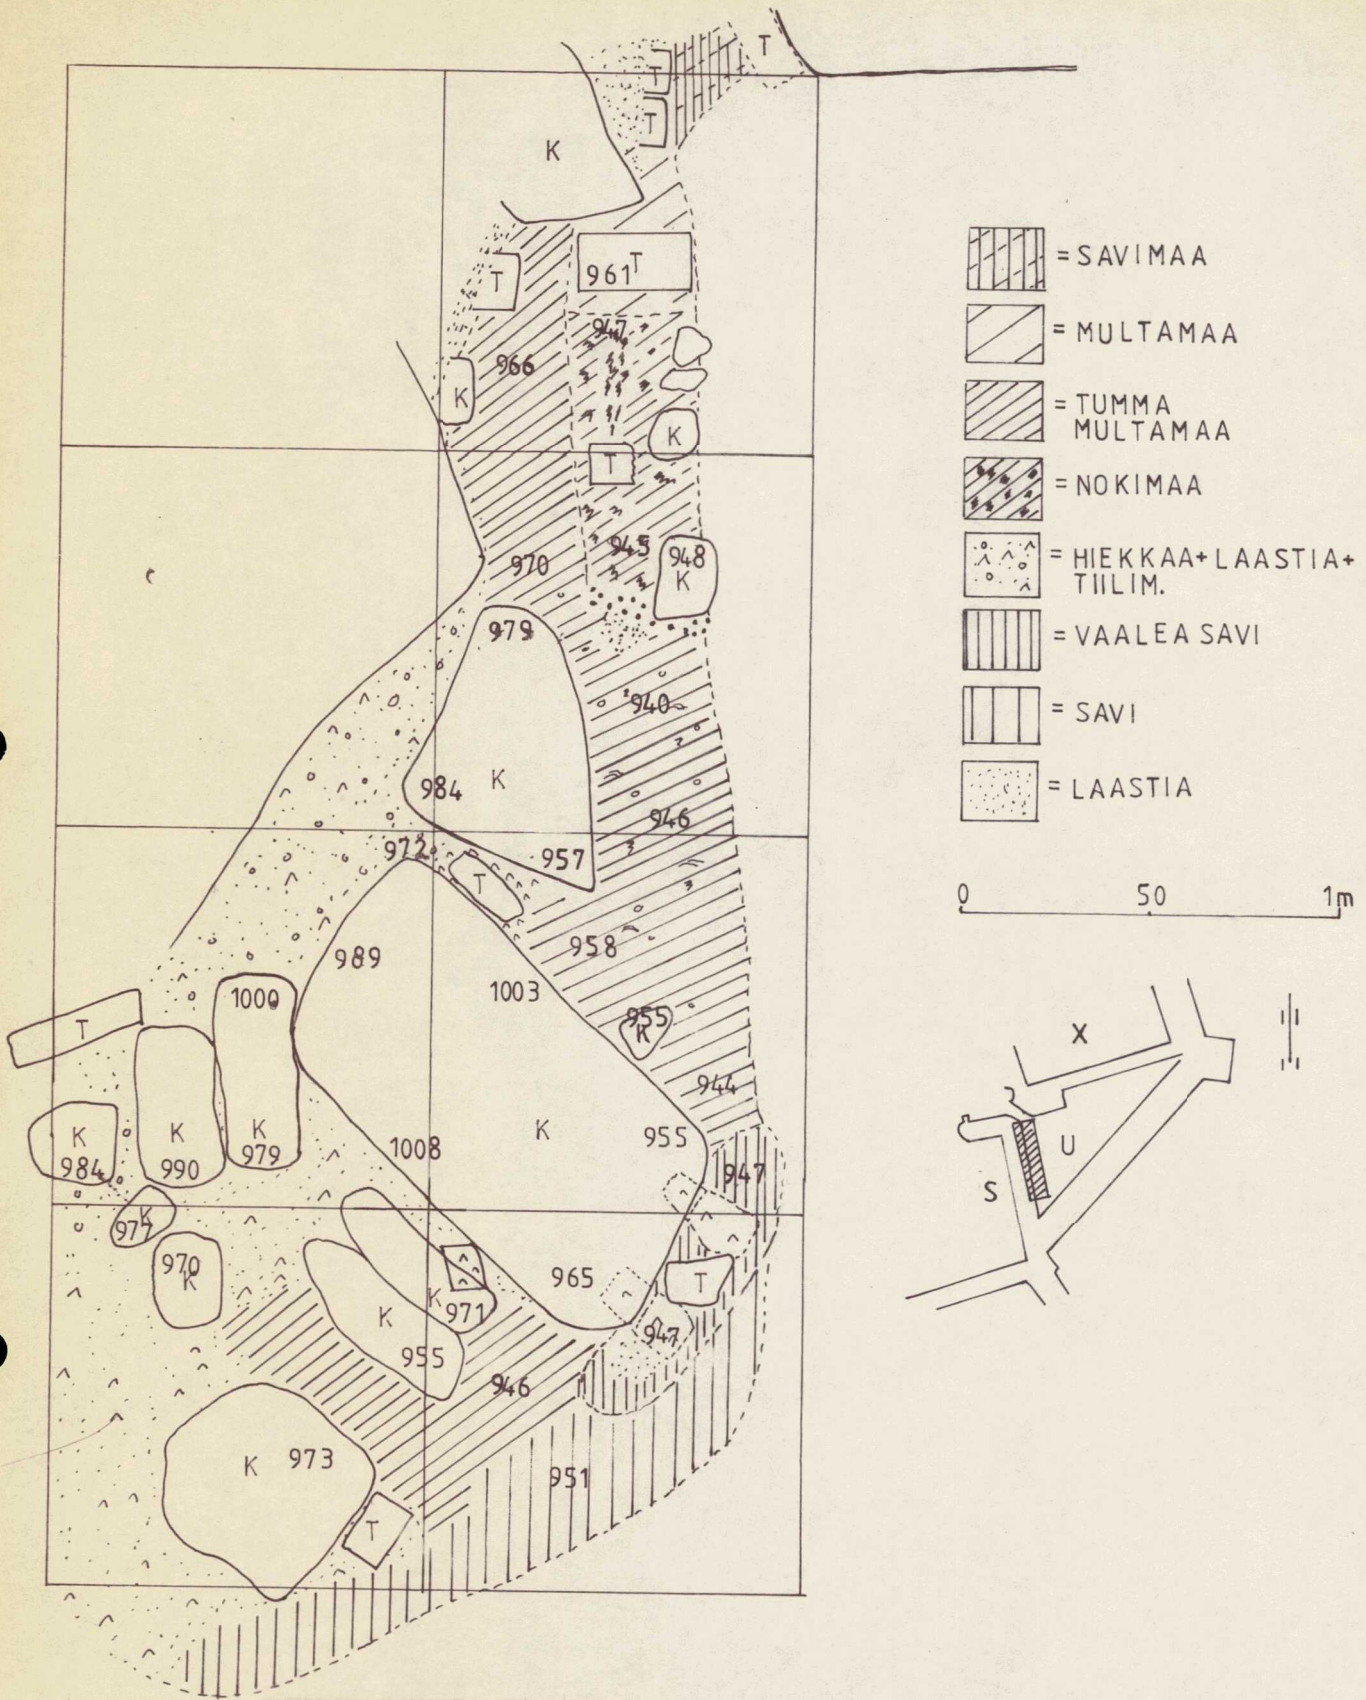 T
T
T
K
961 T
T
947
966
K
K
T
945
948
K
970
979
940
984 K
946
972
957
T
958
989
1003
1000
955
K
T
944
K
984
K
990
K
979
1008
K
955
947
K
977
970
K
965
T
K
K
971
947
955
946
K 973
951
T
= SAVIMAA
= MULTAMAA
= TUMMA
MULTAMAA
= NOKIMAA
= HIEKKAA+LAASTIA+
TIILIM.
= VAALEA SAVI
= SAVI
= LAASTIA
0 50 1m
X
U
S